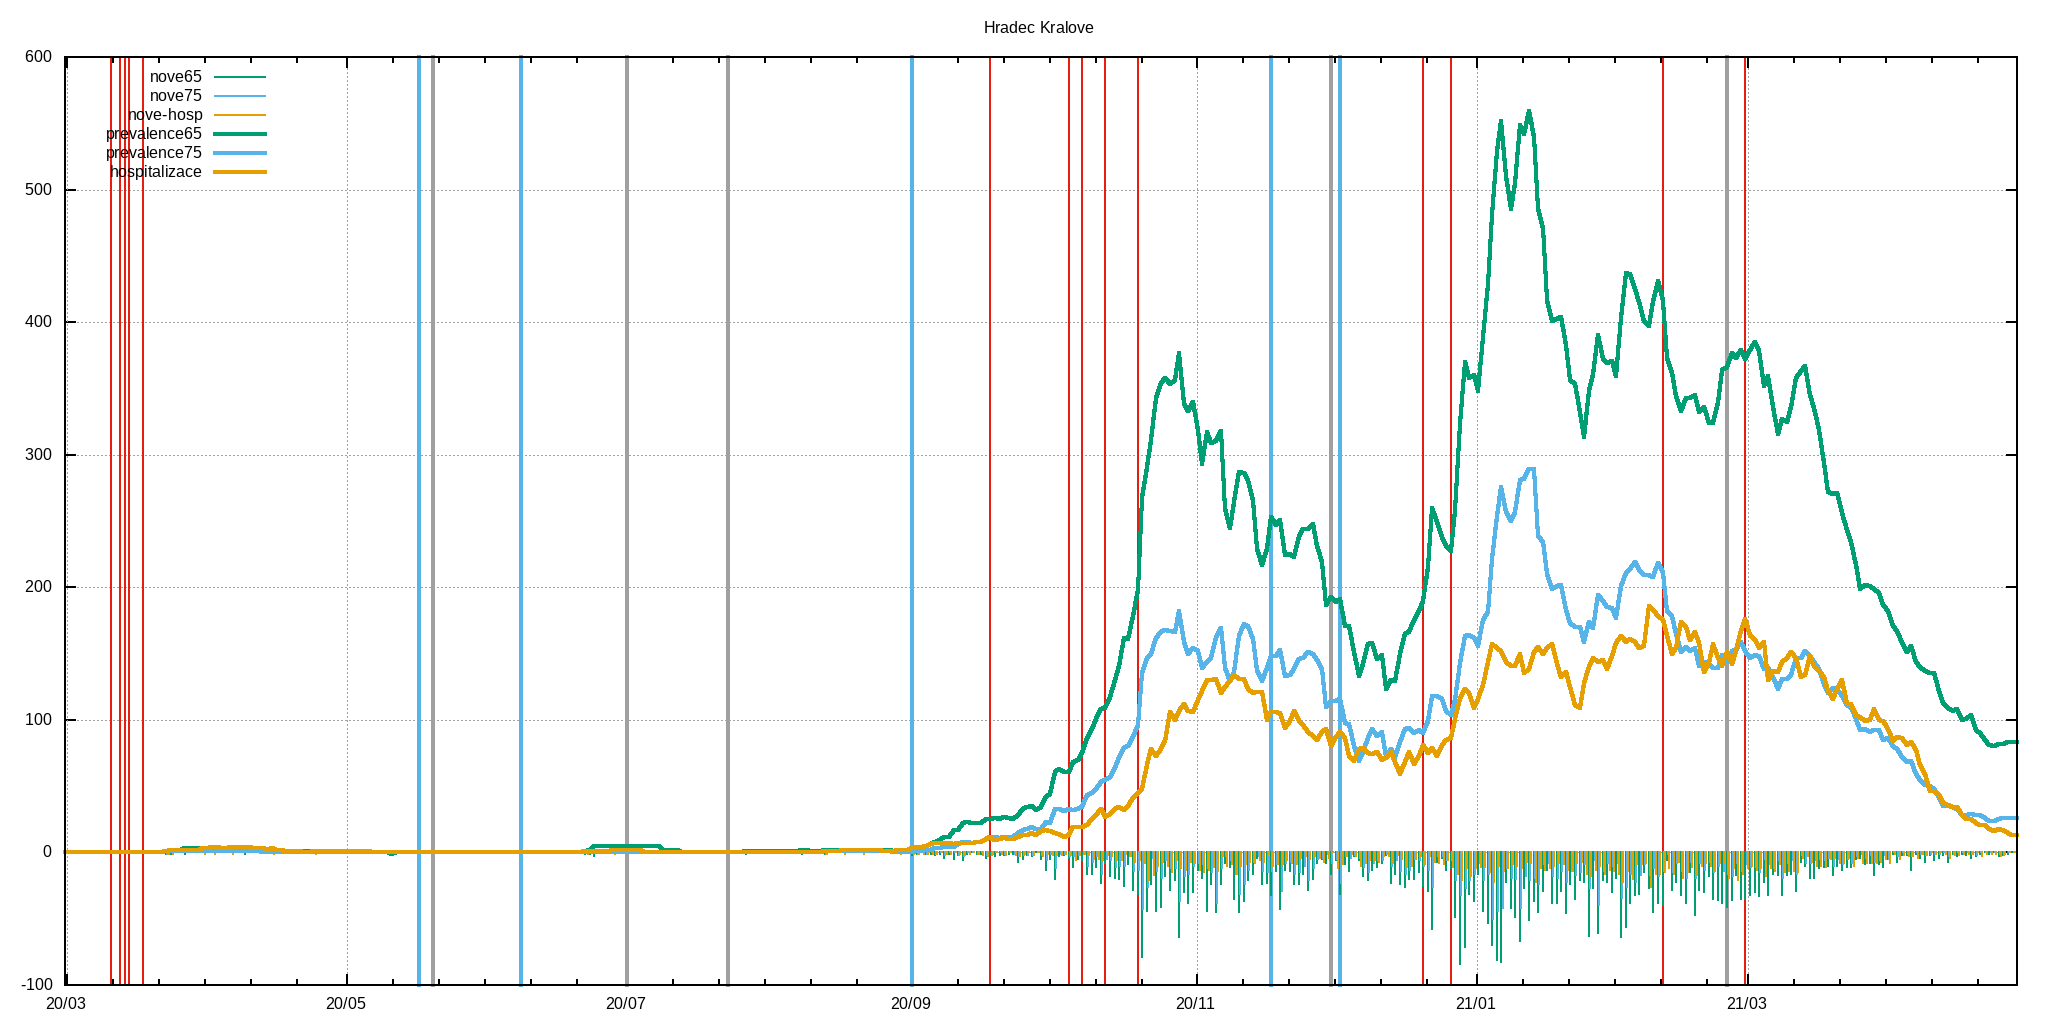 Hradec Kralove
600
500
400
300
200
100
0
-100
nove65
nove75
nove-hosp
prevalence65
prevalence75
hospitalizace
20/03 20/05 20/07 20/09 20/11 21/01 21/03